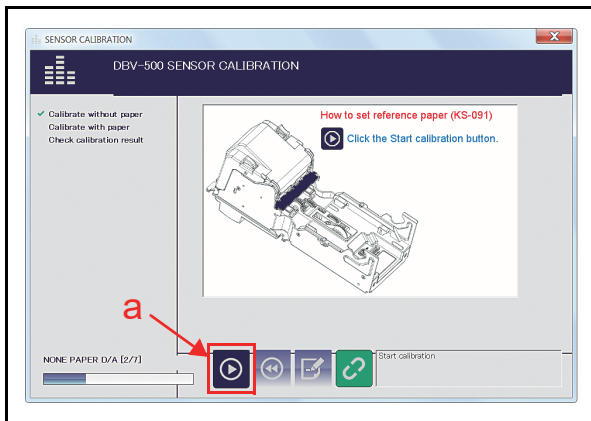 SENSOR CALIBRATION
DBV-500 SENSOR CALIBRATION
Calibrate without paper
Calibrate with paper
Check calibration result
How to set reference paper (KS-091)
Click the Start calibration button.
a
NONE PAPER D/A [2/7]
Start calibration